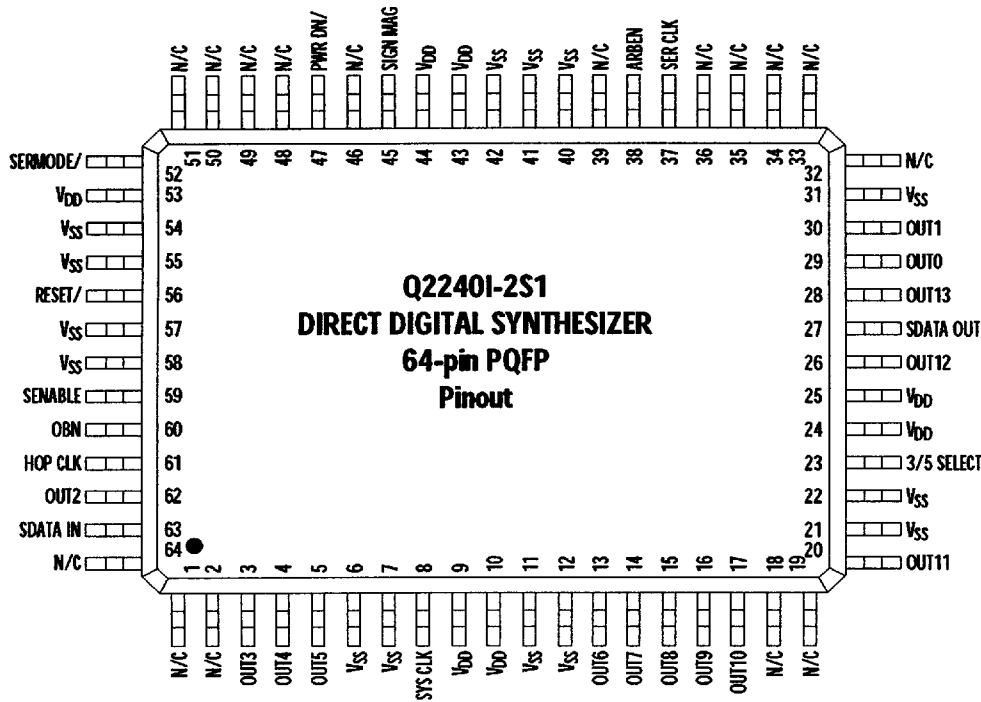 N/C N/C N/C N/C PWR DN/ N/C SIGN MAG VDD VDD VSS VSS VSS N/C ARBEN SER CLK N/C N/C N/C N/C
51 50 49 48 47 46 45 44 43 42 41 40 39 38 37 36 35 34 33
SERMODE/ 52
VDD 53
VSS 54
VSS 55
RESET/ 56
VSS 57
VSS 58
SENABLE 59
OBN 60
HOP CLK 61
OUT2 62
SDATA IN 63
N/C 64
Q2240I-2S1
DIRECT DIGITAL SYNTHESIZER
64-pin PQFP
Pinout
32 N/C
31 VSS
30 OUT1
29 OUT0
28 OUT13
27 SDATA OUT
26 OUT12
25 VDD
24 VDD
23 3/5 SELECT
22 VSS
21 VSS
20 OUT11
1 2 3 4 5 6 7 8 9 10 11 12 13 14 15 16 17 18 19
N/C N/C OUT3 OUT4 OUT5 VSS VSS SYS CLK VDD VDD VSS VSS OUT6 OUT7 OUT8 OUT9 OUT10 N/C N/C